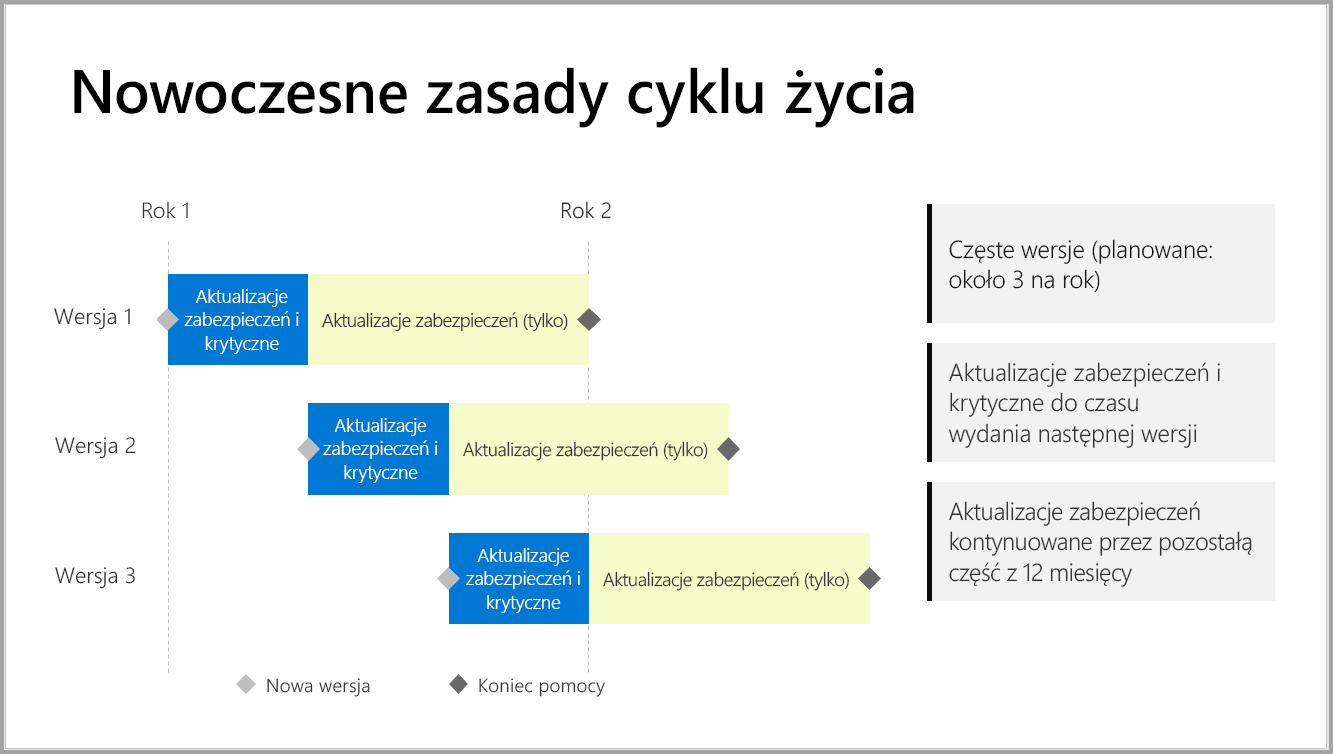 Nowoczesne zasady cyklu życia
Rok 1
Rok 2
Wersja 1
Aktualizacje
zabezpieczeń i
krytyczne
Aktualizacje zabezpieczeń (tylko)
Wersja 2
Aktualizacje
zabezpieczeń i
krytyczne
Aktualizacje zabezpieczeń (tylko)
Wersja 3
Aktualizacje
zabezpieczeń i
krytyczne
Aktualizacje zabezpieczeń (tylko)
Nowa wersja
Koniec pomocy
Częste wersje (planowane:
około 3 na rok)
Aktualizacje zabezpieczeń i
krytyczne do czasu
wydania następnej wersji
Aktualizacje zabezpieczeń
kontynuowane przez pozostałą
część z 12 miesięcy